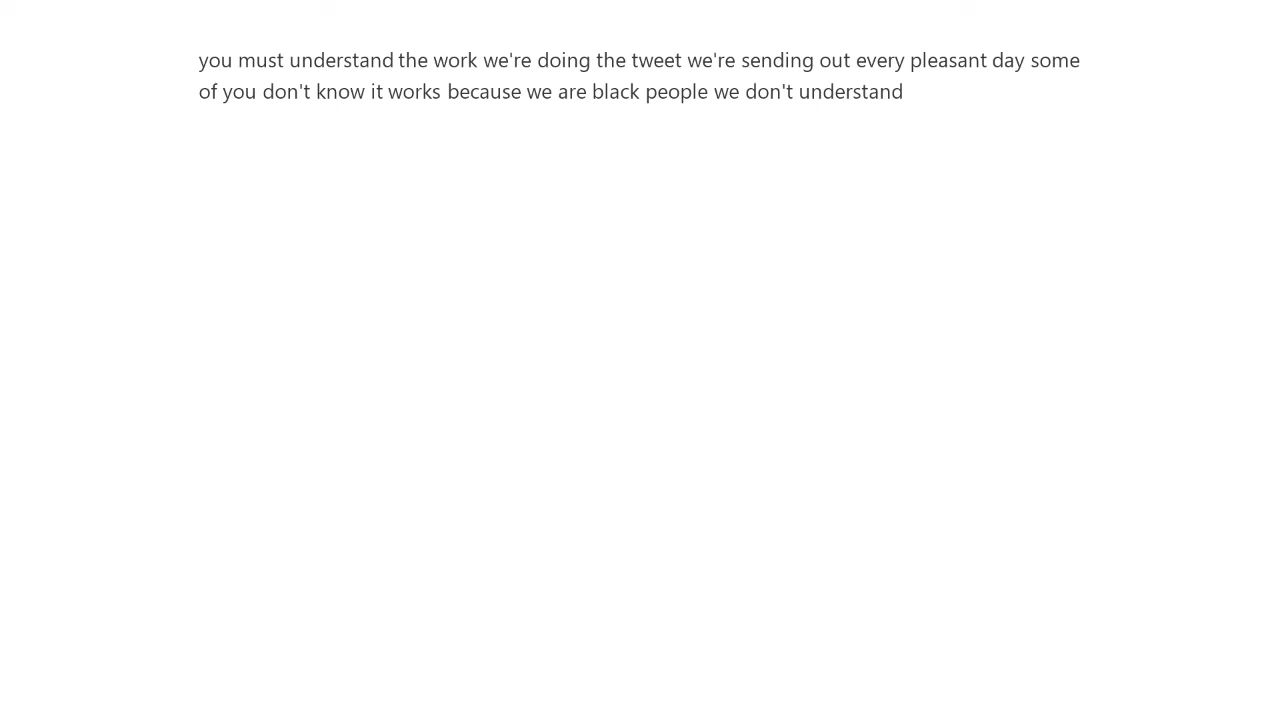 you must understand the work we're doing the tweet we're sending out every pleasant day some
of you don't know it works because we are black people we don't understand